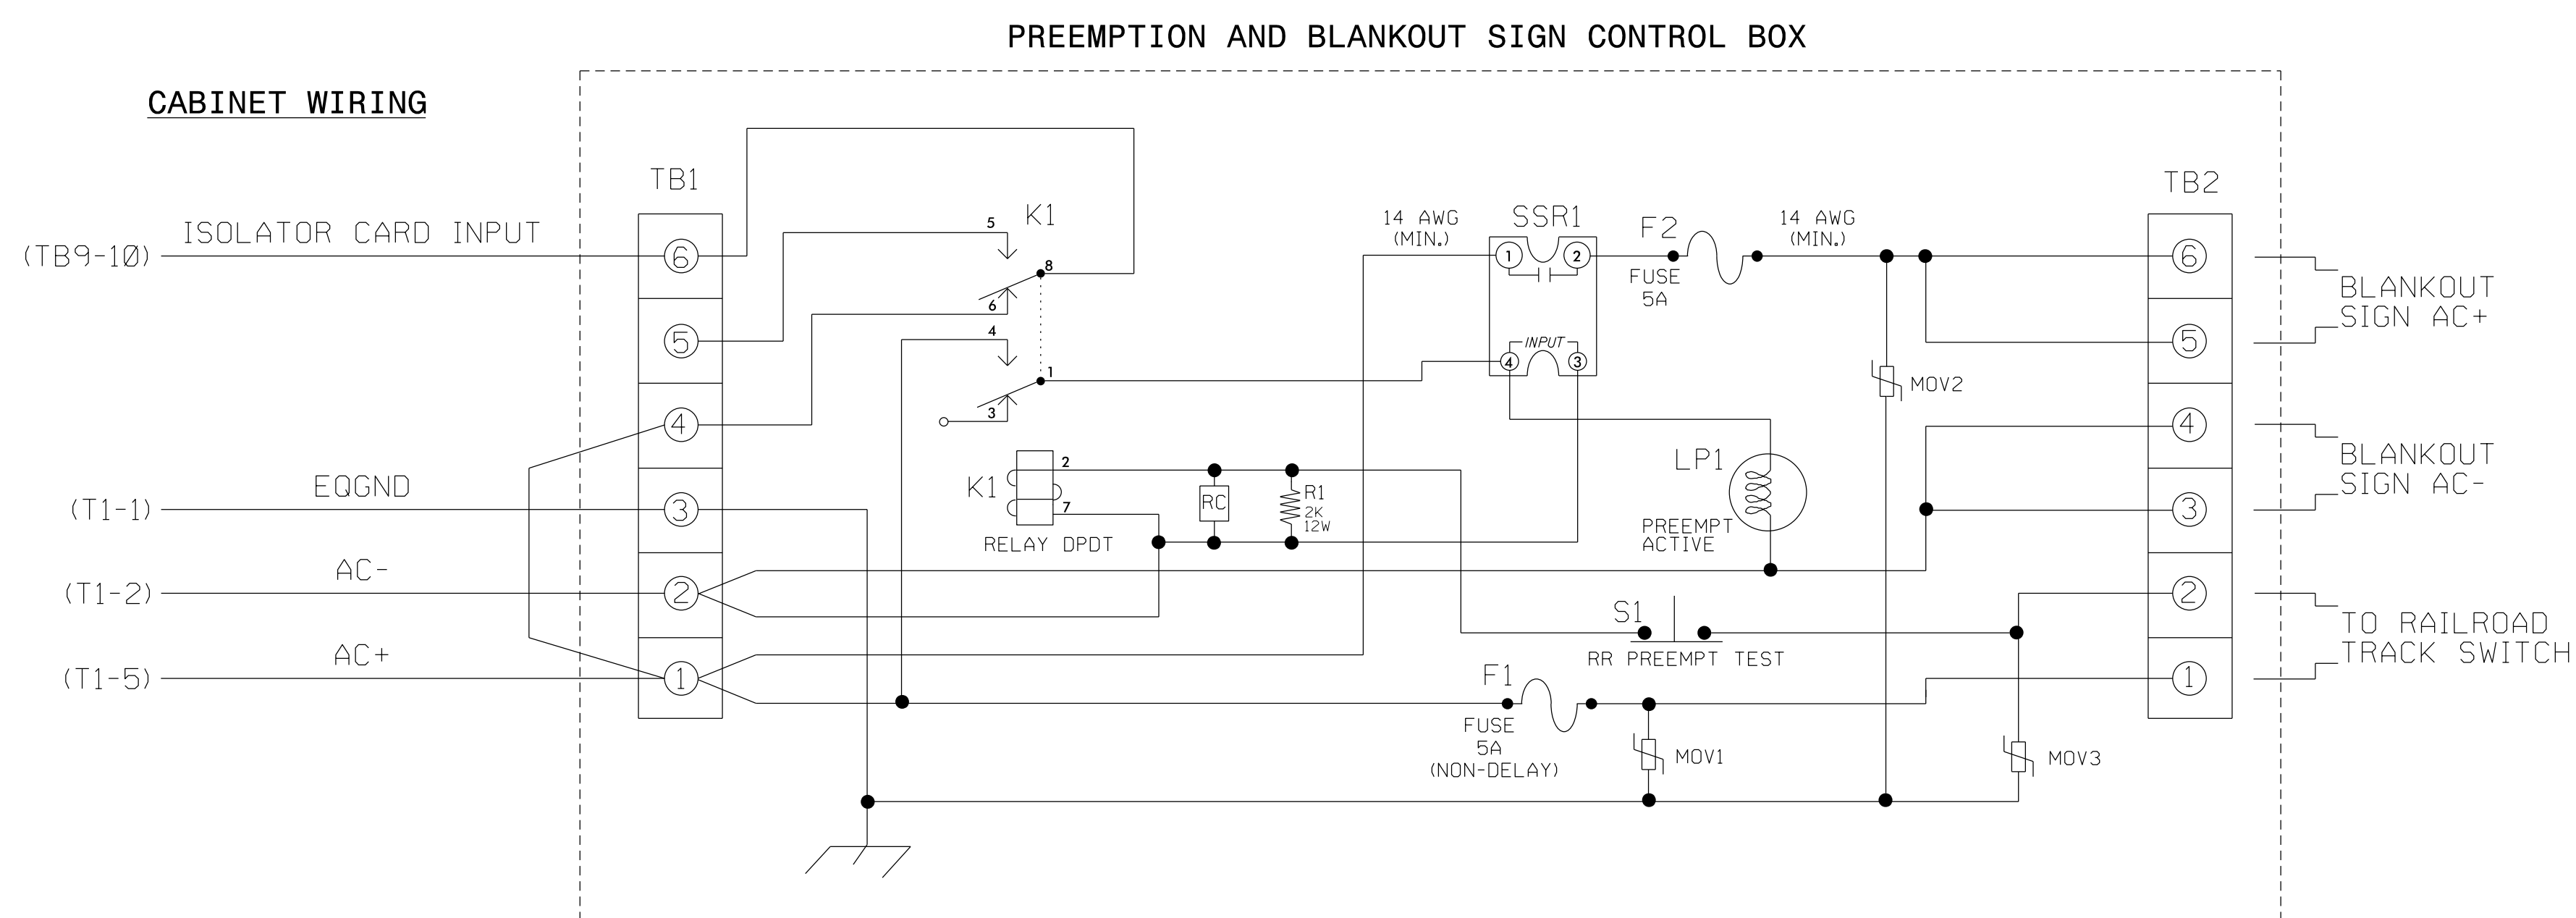 PREEMPTION AND BLANKOUT SIGN CONTROL BOX
CABINET WIRING
TB1
TB2
(TB9-10)
ISOLATOR CARD INPUT
6
5
4
3
2
1
EQGND
(T1-1)
AC-
(T1-2)
AC+
(T1-5)
K1
5
8
6
4
1
3
K1
2
7
RELAY DPDT
RC
R1
2K
12W
14 AWG
(MIN.)
SSR1
1
2
INPUT
4
3
F2
FUSE
5A
14 AWG
(MIN.)
MOV2
LP1
PREEMPT
ACTIVE
S1
RR PREEMPT TEST
F1
FUSE
5A
(NON-DELAY)
MOV1
MOV3
6
5
4
3
2
1
BLANKOUT
SIGN AC+
BLANKOUT
SIGN AC-
TO RAILROAD
TRACK SWITCH